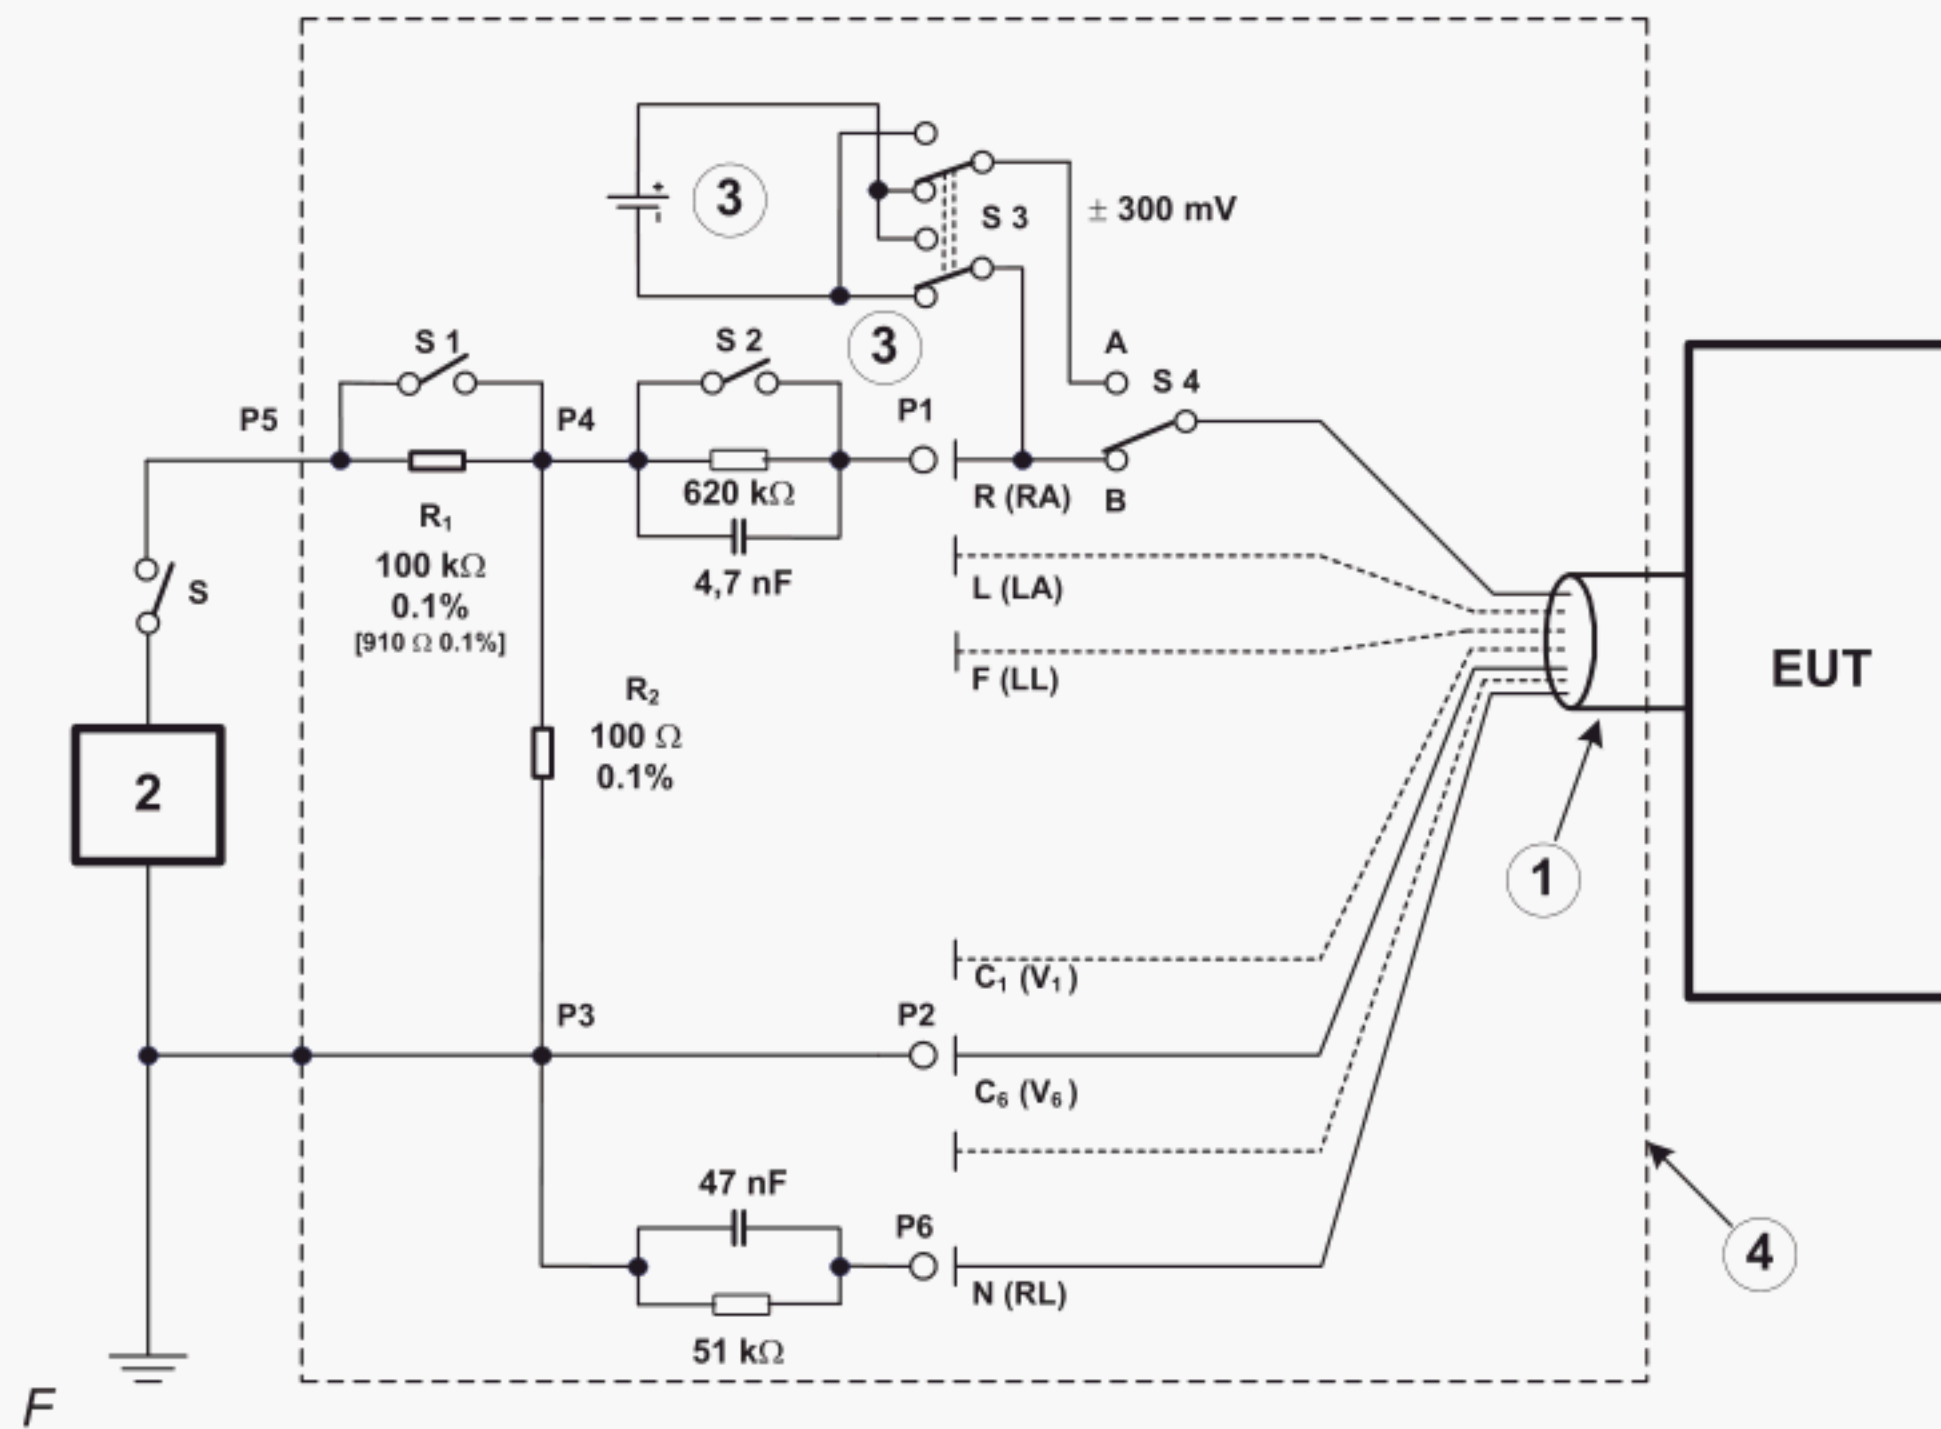 +
-
3
S 3
± 300 mV
3
S 1
S 2
A
S 4
P5
P4
P1
R (RA)
B
620 kΩ
4,7 nF
R₁
100 kΩ
0.1%
[910 Ω 0.1%]
S
L (LA)
F (LL)
R₂
100 Ω
0.1%
EUT
2
1
C₁ (V₁)
P3
P2
C₆ (V₆)
47 nF
P6
N (RL)
51 kΩ
4
F